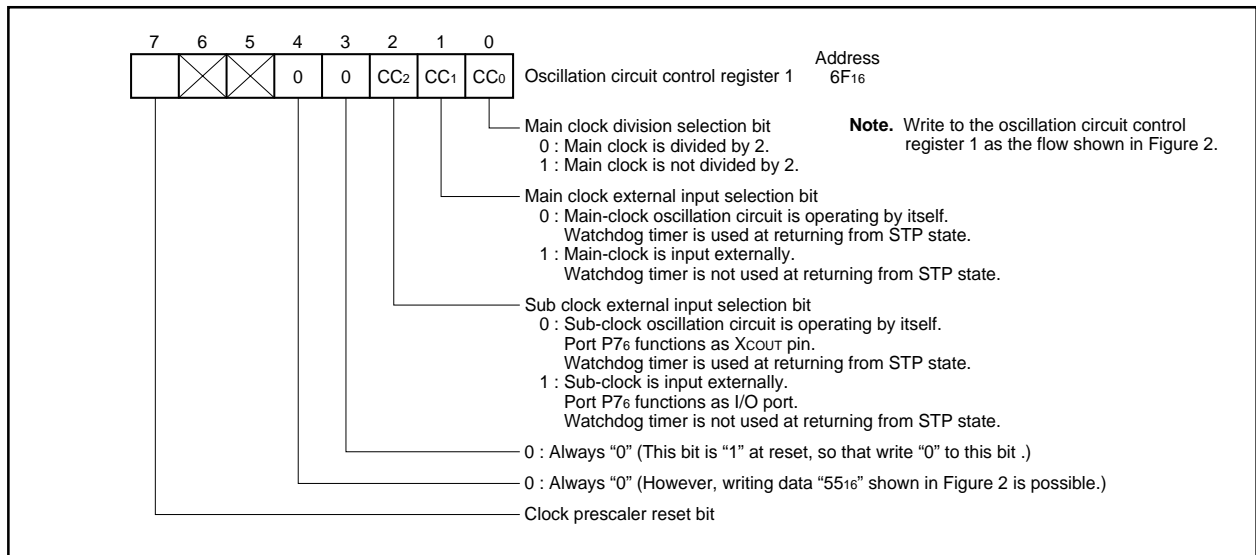 7 6 5 4 3 2 1 0
0 0 CC2 CC1 CC0 Oscillation circuit control register 1
Address
6F16
Main clock division selection bit
0 : Main clock is divided by 2.
1 : Main clock is not divided by 2.
Note. Write to the oscillation circuit control
register 1 as the flow shown in Figure 2.
Main clock external input selection bit
0 : Main-clock oscillation circuit is operating by itself.
Watchdog timer is used at returning from STP state.
1 : Main-clock is input externally.
Watchdog timer is not used at returning from STP state.
Sub clock external input selection bit
0 : Sub-clock oscillation circuit is operating by itself.
Port P76 functions as XCOUT pin.
Watchdog timer is used at returning from STP state.
1 : Sub-clock is input externally.
Port P76 functions as I/O port.
Watchdog timer is not used at returning from STP state.
0 : Always “0” (This bit is “1” at reset, so that write “0” to this bit .)
0 : Always “0” (However, writing data “5516” shown in Figure 2 is possible.)
Clock prescaler reset bit